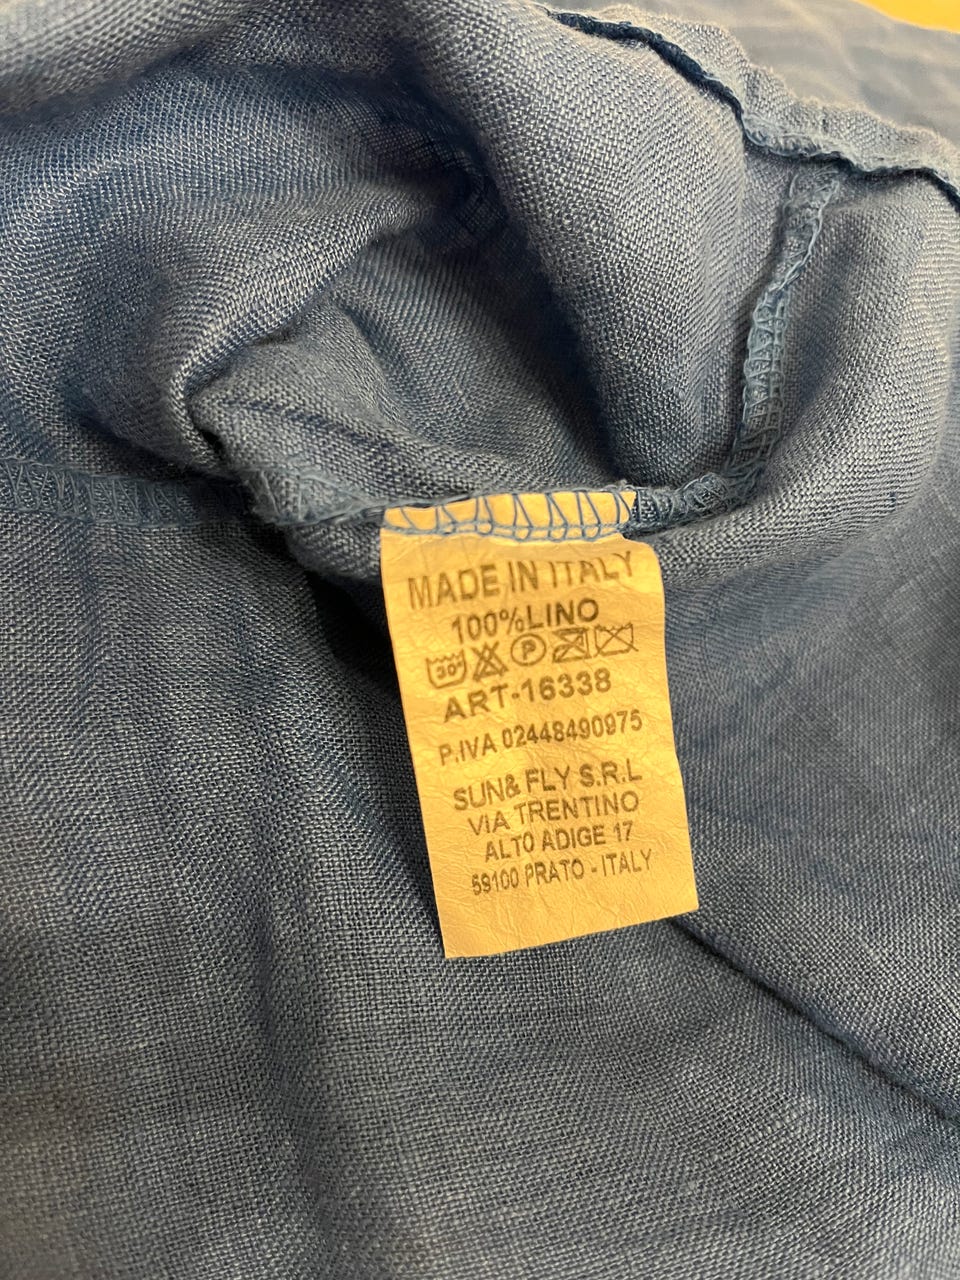 MADE IN ITALY
100%LINO
30° P
ART-16338
P.IVA 02448490975
SUN& FLY S.R.L
VIA TRENTINO
ALTO ADIGE 17
59100 PRATO - ITALY